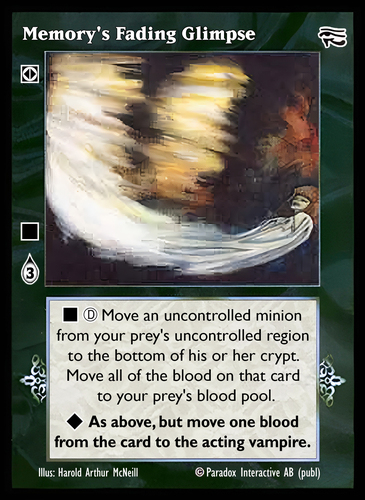 Memory's Fading Glimpse
3
D Move an uncontrolled minion
from your prey's uncontrolled region
to the bottom of his or her crypt.
Move all of the blood on that card
to your prey's blood pool.
As above, but move one blood
from the card to the acting vampire.
Illus: Harold Arthur McNeill © Paradox Interactive AB (publ)